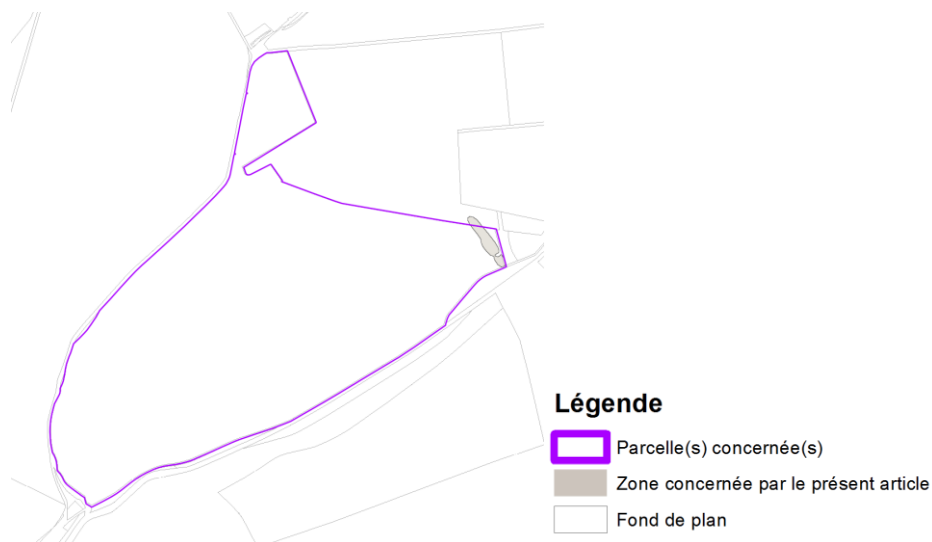 Légende
Parcelle(s) concernée(s)
Zone concernée par le présent article
Fond de plan